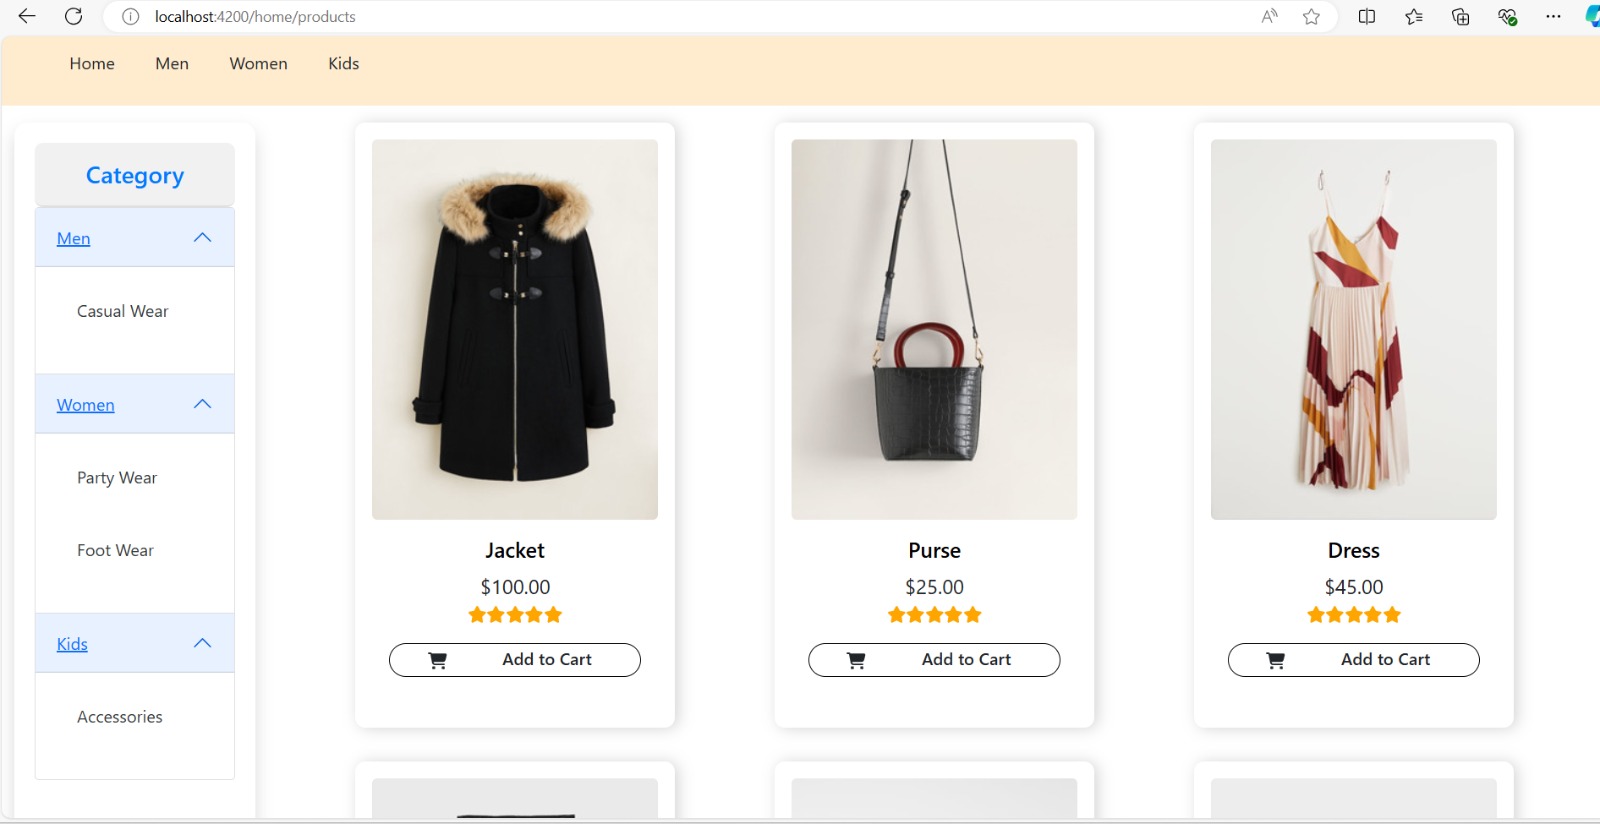 localhost:4200/home/products
Home Men Women Kids
Category
Men
Casual Wear
Women
Party Wear
Foot Wear
Kids
Accessories
Jacket
$100.00
Add to Cart
Purse
$25.00
Add to Cart
Dress
$45.00
Add to Cart